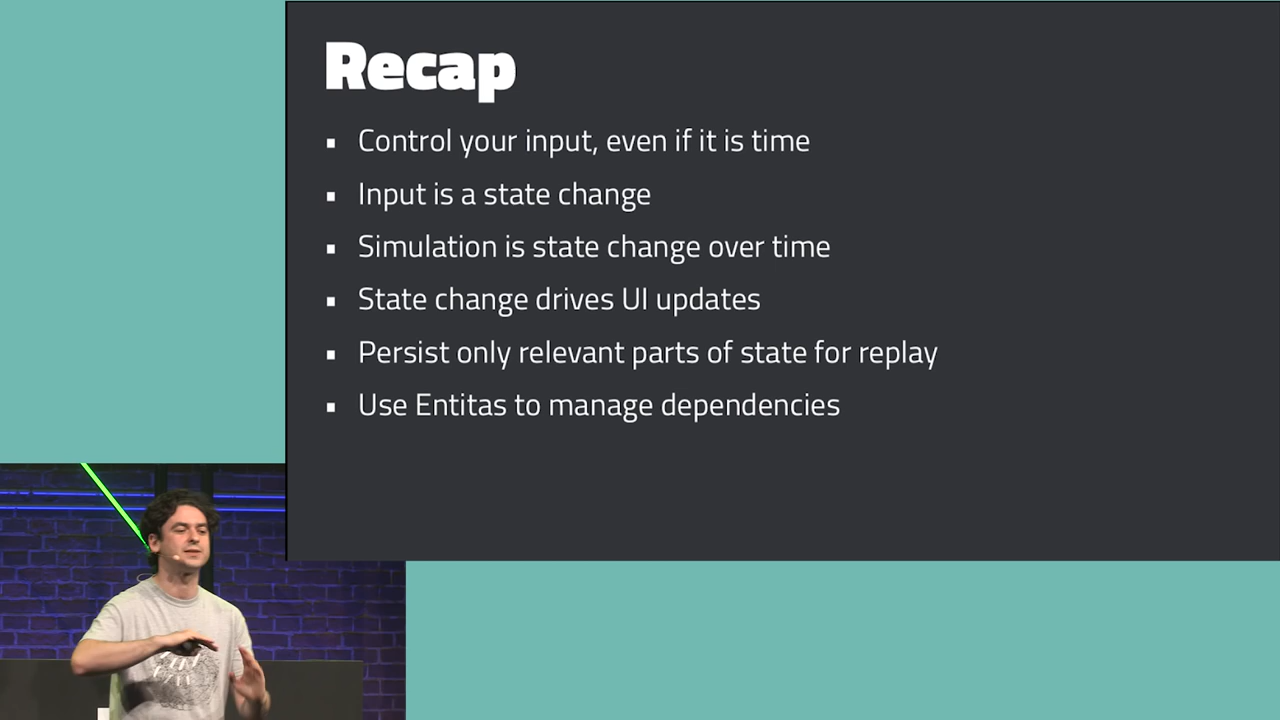 Recap
▪ Control your input, even if it is time
▪ Input is a state change
▪ Simulation is state change over time
▪ State change drives UI updates
▪ Persist only relevant parts of state for replay
▪ Use Entitas to manage dependencies